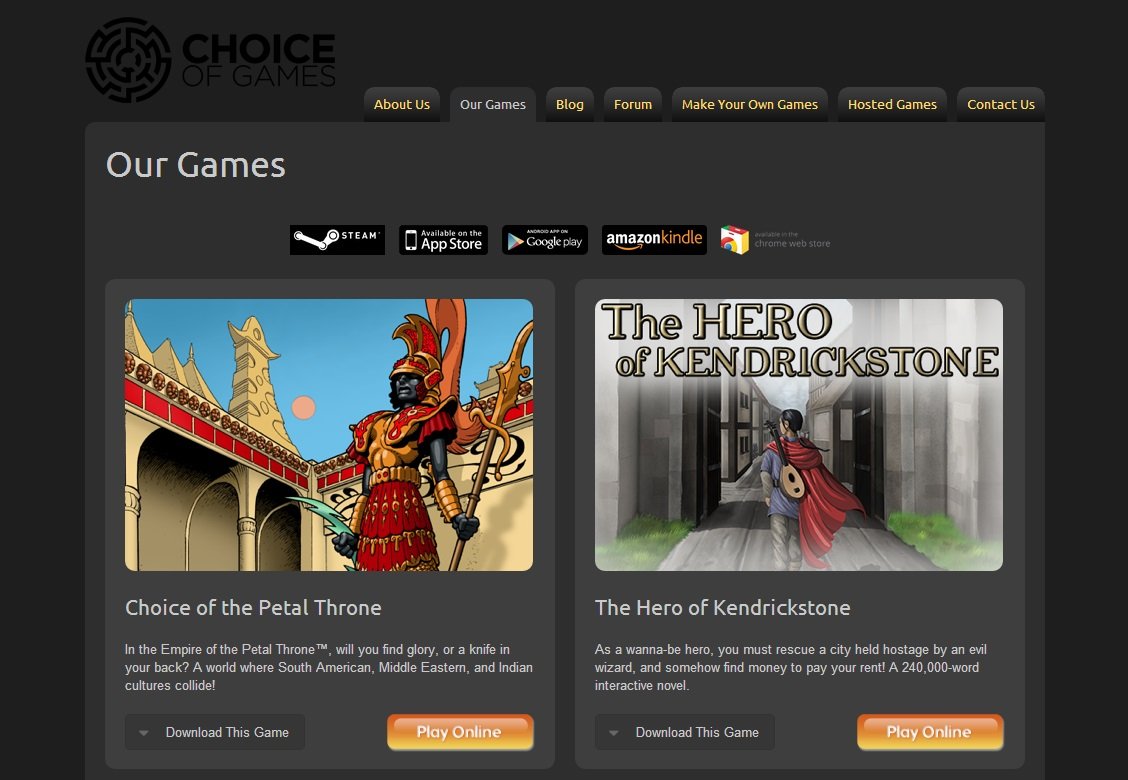 CHOICE
OF GAMES
About Us
Our Games
Blog
Forum
Make Your Own Games
Hosted Games
Contact Us
Our Games
STEAM™
Available on the
App Store
ANDROID APP ON
Google play
amazonkindle
available in the
chrome web store
The HERO
of KENDRICKSTONE
Choice of the Petal Throne
In the Empire of the Petal Throne™, will you find glory, or a knife in
your back? A world where South American, Middle Eastern, and Indian
cultures collide!
Download This Game
Play Online
The Hero of Kendrickstone
As a wanna-be hero, you must rescue a city held hostage by an evil
wizard, and somehow find money to pay your rent! A 240,000-word
interactive novel.
Download This Game
Play Online